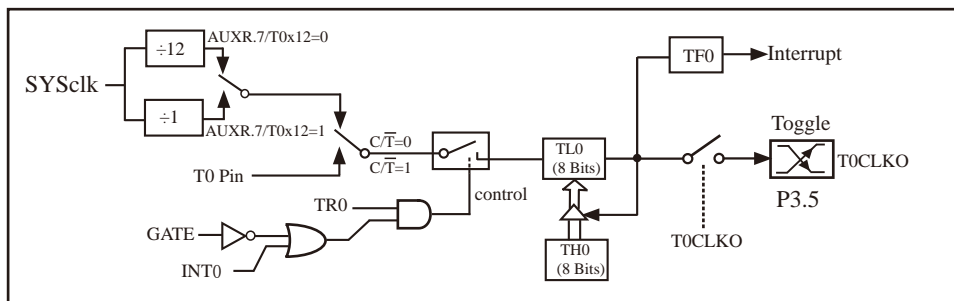 AUXR.7/T0x12=0
÷12
SYSclk
÷1
AUXR.7/T0x12=1
T0 Pin
C/T̅=0
C/T̅=1
control
TR0
GATE
INT0
TL0
(8 Bits)
TH0
(8 Bits)
TF0
Interrupt
Toggle
T0CLKO
P3.5
T0CLKO